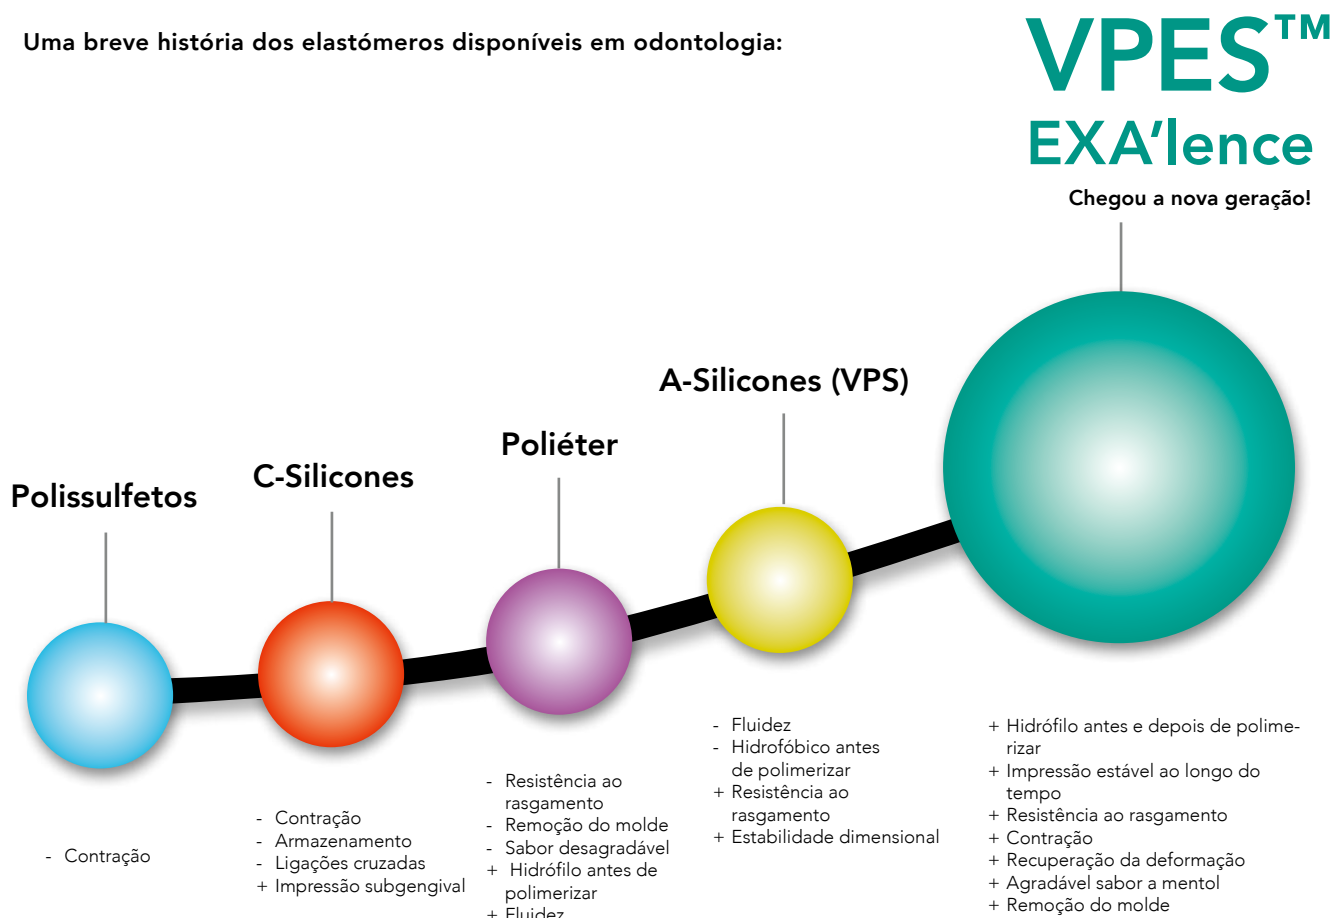 Uma breve história dos elastómeros disponíveis em odontologia:
VPES™
EXA'lence
Chegou a nova geração!
A-Silicones (VPS)
Poliéter
C-Silicones
Polissulfetos
- Contração
- Contração
- Armazenamento
- Ligações cruzadas
+ Impressão subgengival
- Resistência ao
rasgamento
- Remoção do molde
- Sabor desagradável
+ Hidrófilo antes de
polimerizar
+ Fluidez
- Fluidez
- Hidrofóbico antes
de polimerizar
+ Resistência ao
rasgamento
+ Estabilidade dimensional
+ Hidrófilo antes e depois de polime-
rizar
+ Impressão estável ao longo do
tempo
+ Resistência ao rasgamento
+ Contração
+ Recuperação da deformação
+ Agradável sabor a mentol
+ Remoção do molde